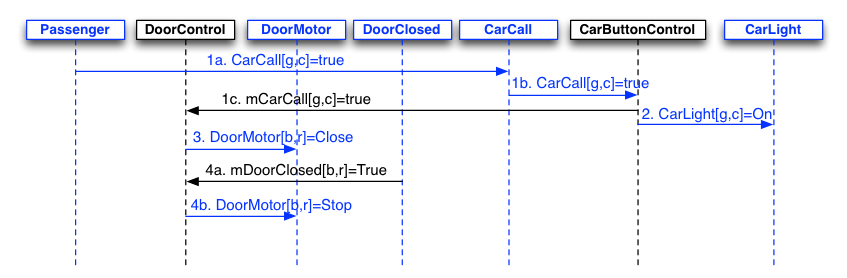 Passenger DoorControl DoorMotor DoorClosed CarCall CarButtonControl CarLight
1a. CarCall[g,c]=true
1b. CarCall[g,c]=true
1c. mCarCall[g,c]=true
2. CarLight[g,c]=On
3. DoorMotor[b,r]=Close
4a. mDoorClosed[b,r]=True
4b. DoorMotor[b,r]=Stop